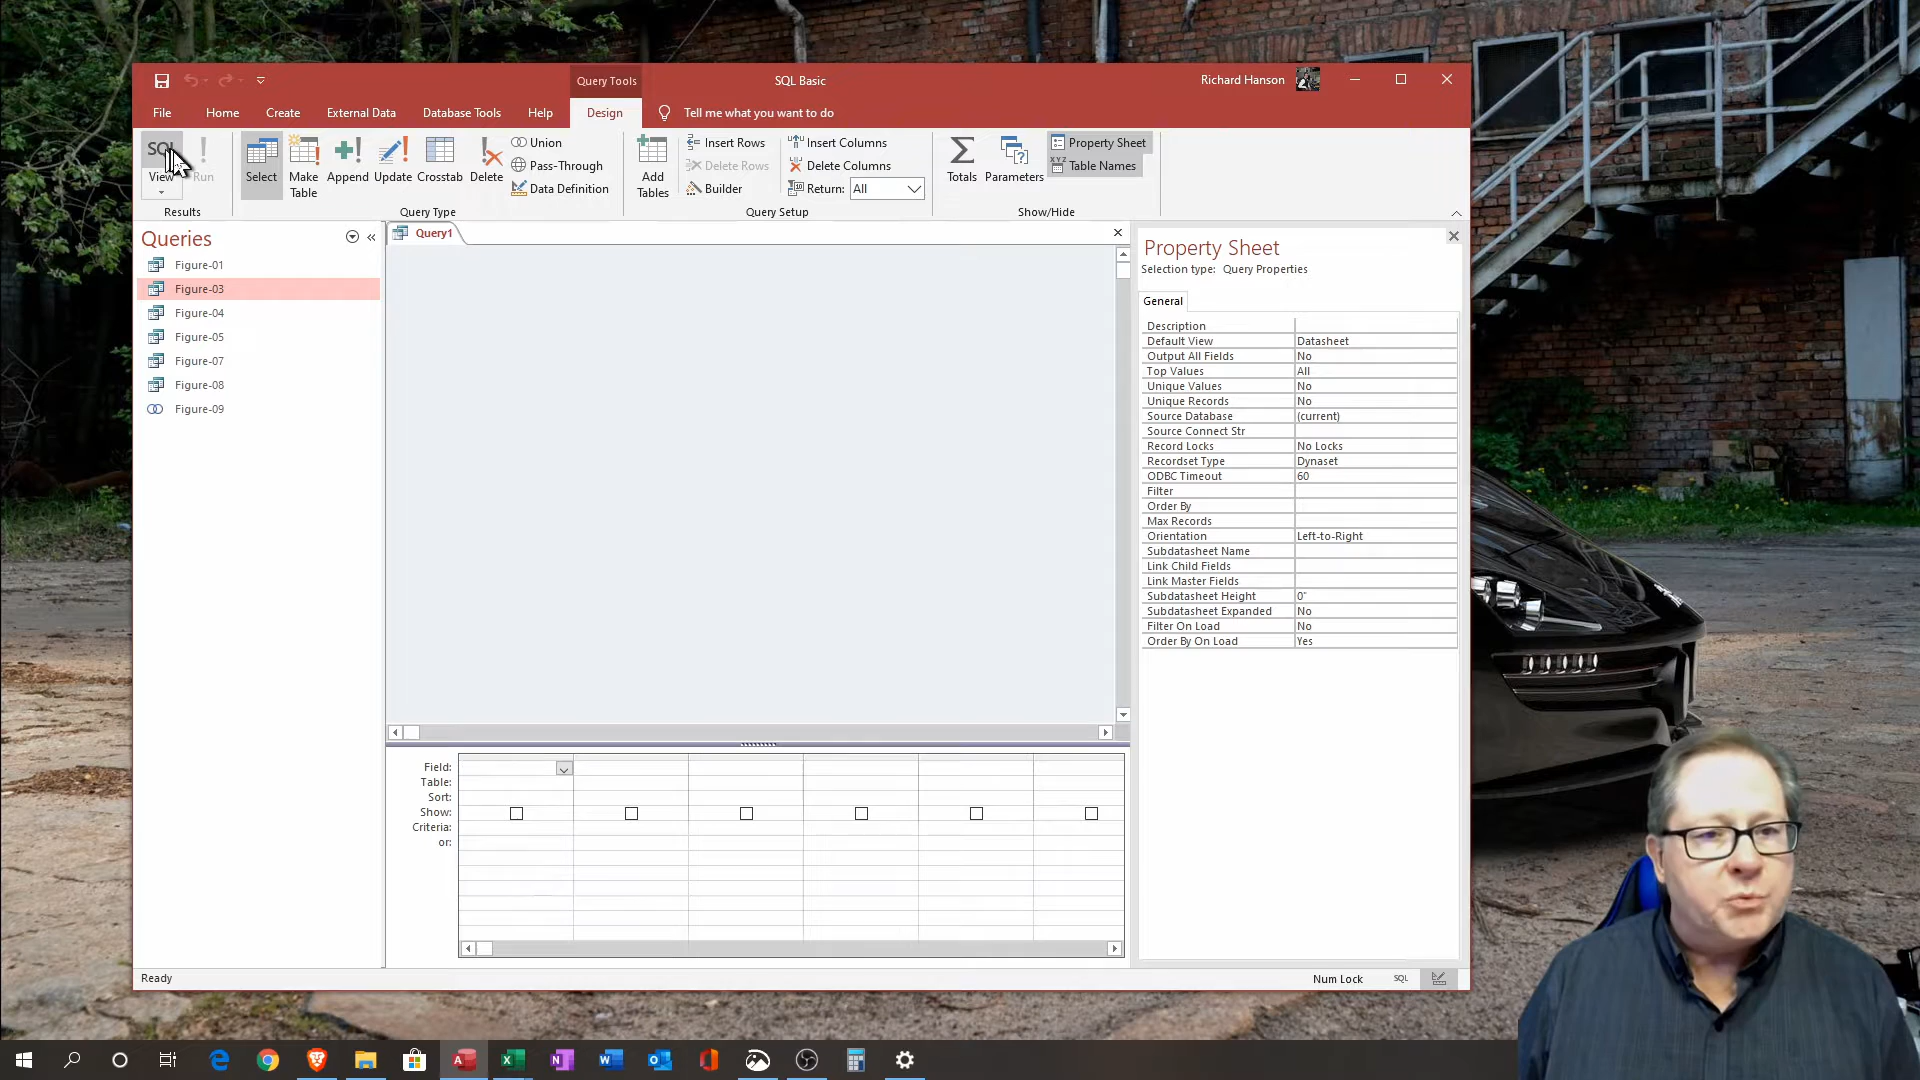 Query Tools
SQL Basic
Richard Hanson
File
Home
Create
External Data
Database Tools
Help
Design
Tell me what you want to do
SQL
View
Run
Select
Make
Table
Append
Update
Crosstab
Delete
Union
Pass-Through
Data Definition
Add
Tables
Insert Rows
Delete Rows
Builder
Insert Columns
Delete Columns
Return: All
Totals
Parameters
Property Sheet
Table Names
Results
Query Type
Query Setup
Show/Hide
Queries
Figure-01
Figure-03
Figure-04
Figure-05
Figure-07
Figure-08
Figure-09
Query1
Field:
Table:
Sort:
Show:
Criteria:
or:
Property Sheet
Selection type: Query Properties
General
Description
Default View Datasheet
Output All Fields No
Top Values All
Unique Values No
Unique Records No
Source Database (current)
Source Connect Str
Record Locks No Locks
Recordset Type Dynaset
ODBC Timeout 60
Filter
Order By
Max Records
Orientation Left-to-Right
Subdatasheet Name
Link Child Fields
Link Master Fields
Subdatasheet Height 0"
Subdatasheet Expanded No
Filter On Load No
Order By On Load Yes
Ready
Num Lock
SQL